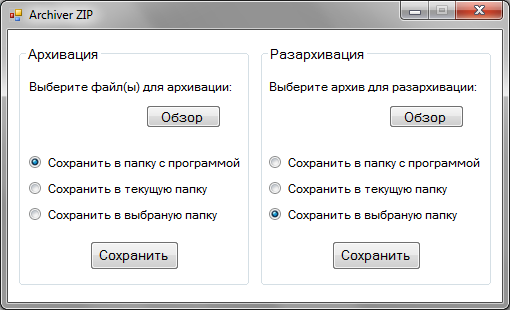 Archiver ZIP
Архивация
Выберите файл(ы) для архивации:
Обзор
Сохранить в папку с программой
Сохранить в текущую папку
Сохранить в выбраную папку
Сохранить
Разархивация
Выберите архив для разархивации:
Обзор
Сохранить в папку с программой
Сохранить в текущую папку
Сохранить в выбраную папку
Сохранить